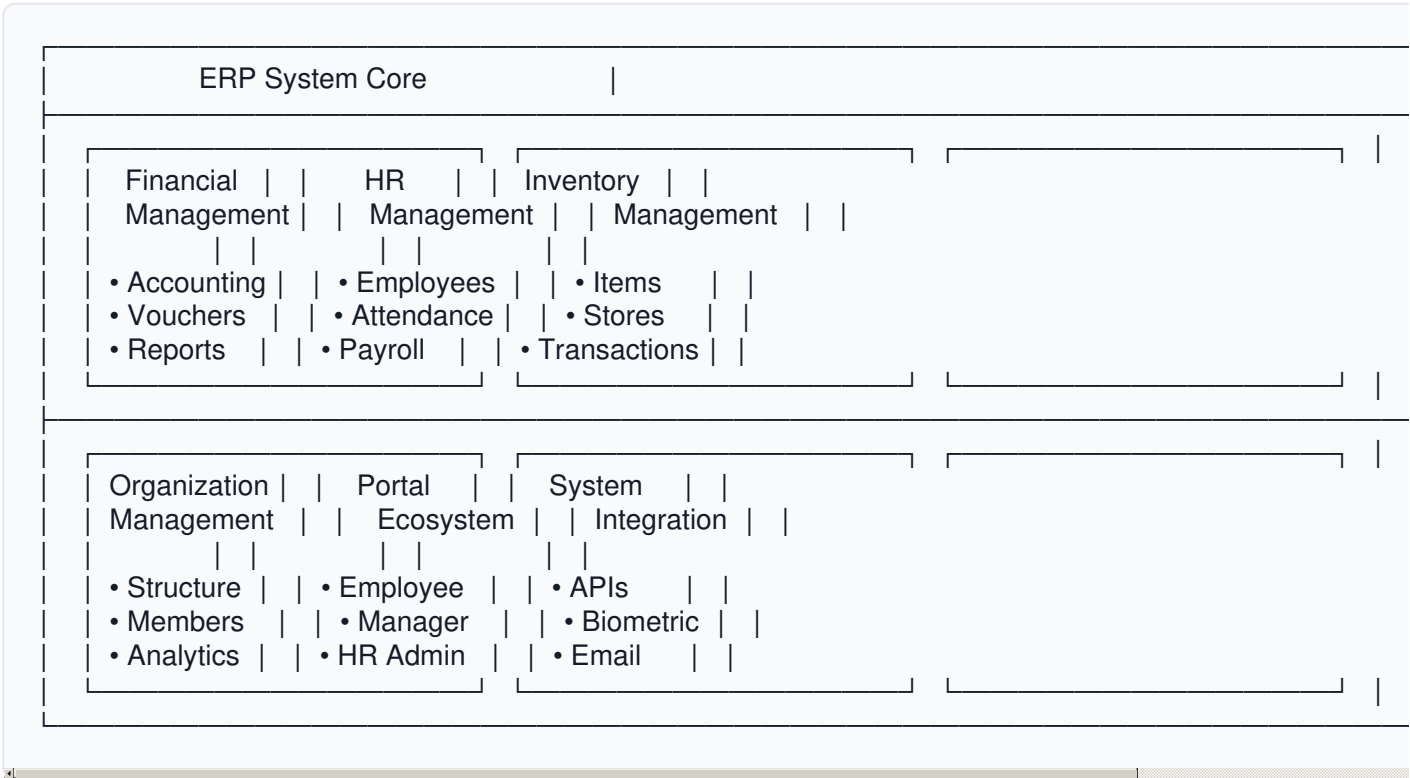 ERP System Core
Financial | | HR | | Inventory | |
Management | | Management | | Management | |
• Accounting | | • Employees | | • Items | |
• Vouchers | | • Attendance | | • Stores | |
• Reports | | • Payroll | | • Transactions | |
Organization | | Portal | | System | |
Management | | Ecosystem | | Integration | |
• Structure | | • Employee | | • APIs | |
• Members | | • Manager | | • Biometric | |
• Analytics | | • HR Admin | | • Email | |